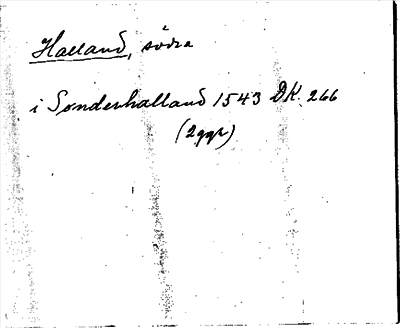 Halland, södra
i Sønderhalland 1543 DK. 266
(2ggr)